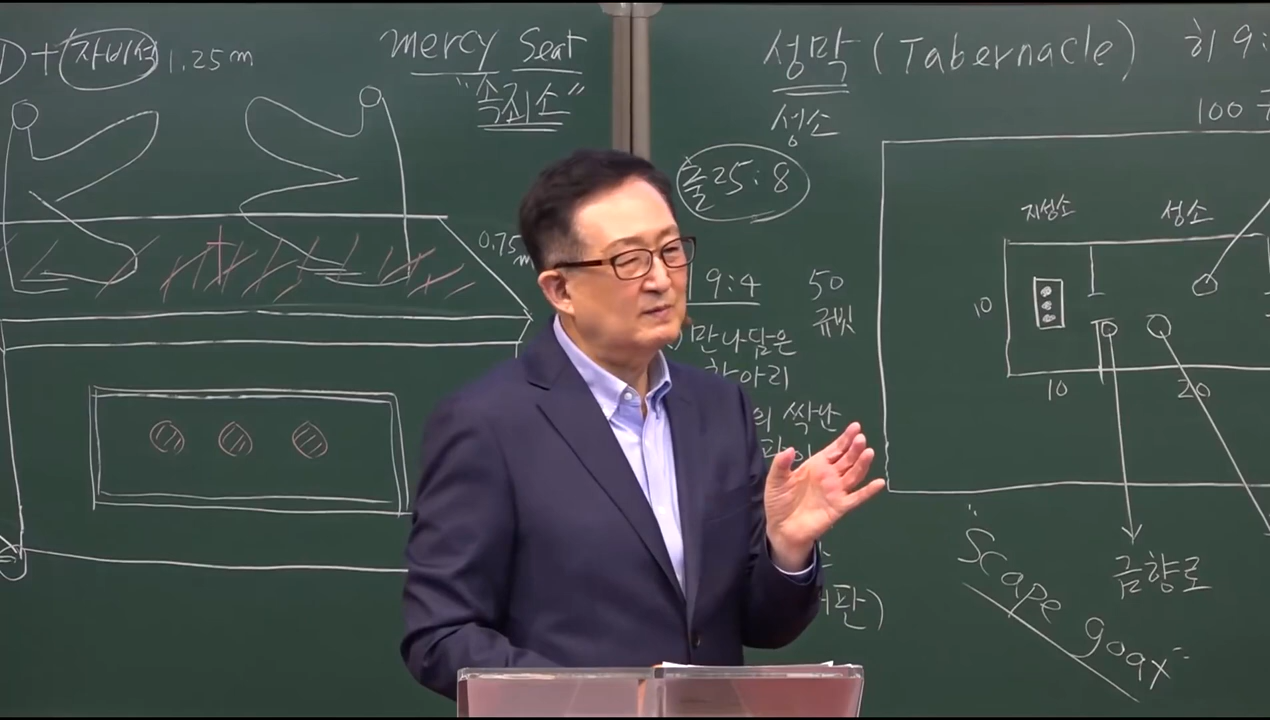 + 자비석 1.25m
mercy Seat
"속죄소"
0.75m
성막 (Tabernacle)
히 9:
성소
출25:8
100
9:4
50
규빗
만나 담은
항아리
싹난
판)
지성소
성소
10
10
20
금향로
"Scape goat"